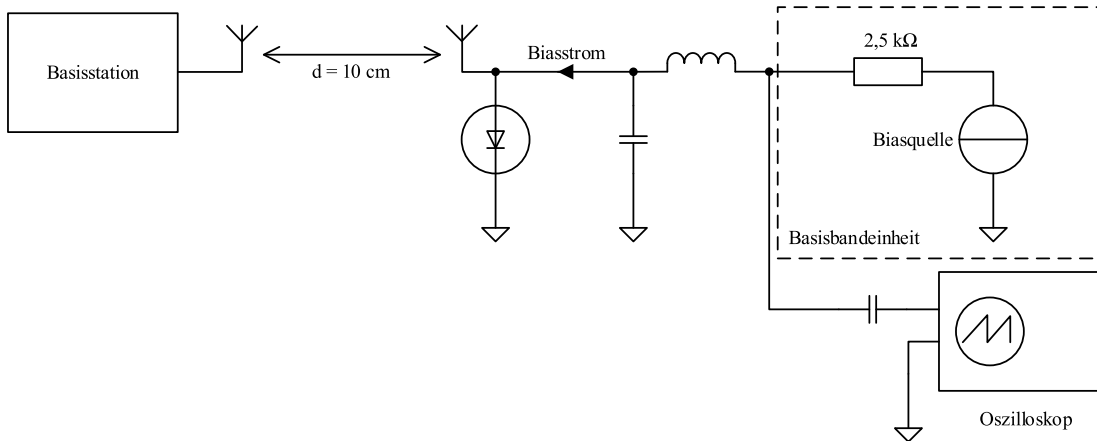 Basisstation
d = 10 cm
Biasstrom
2,5 kΩ
Biasquelle
Basisbandeinheit
Oszilloskop